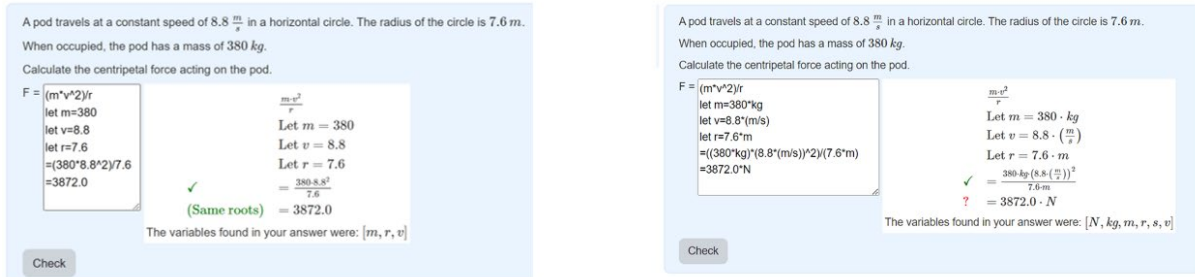 A pod travels at a constant speed of 8.8 m/s in a horizontal circle. The radius of the circle is 7.6 m.
When occupied, the pod has a mass of 380 kg.
Calculate the centripetal force acting on the pod.
F = (m*v^2)/r
let m=380
let v=8.8
let r=7.6
=(380*8.8^2)/7.6
=3872.0
m·v²/r
Let m = 380
Let v = 8.8
Let r = 7.6
✓ = 380·8.8²/7.6
(Same roots) = 3872.0
The variables found in your answer were: [m, r, v]
Check
A pod travels at a constant speed of 8.8 m/s in a horizontal circle. The radius of the circle is 7.6 m.
When occupied, the pod has a mass of 380 kg.
Calculate the centripetal force acting on the pod.
F = (m*v^2)/r
let m=380*kg
let v=8.8*(m/s)
let r=7.6*m
=((380*kg)*(8.8*(m/s))^2)/(7.6*m)
=3872.0*N
m·v²/r
Let m = 380 · kg
Let v = 8.8 · (m/s)
Let r = 7.6 · m
✓ = 380·kg·(8.8·(m/s))²/7.6·m
? = 3872.0 · N
The variables found in your answer were: [N, kg, m, r, s, v]
Check